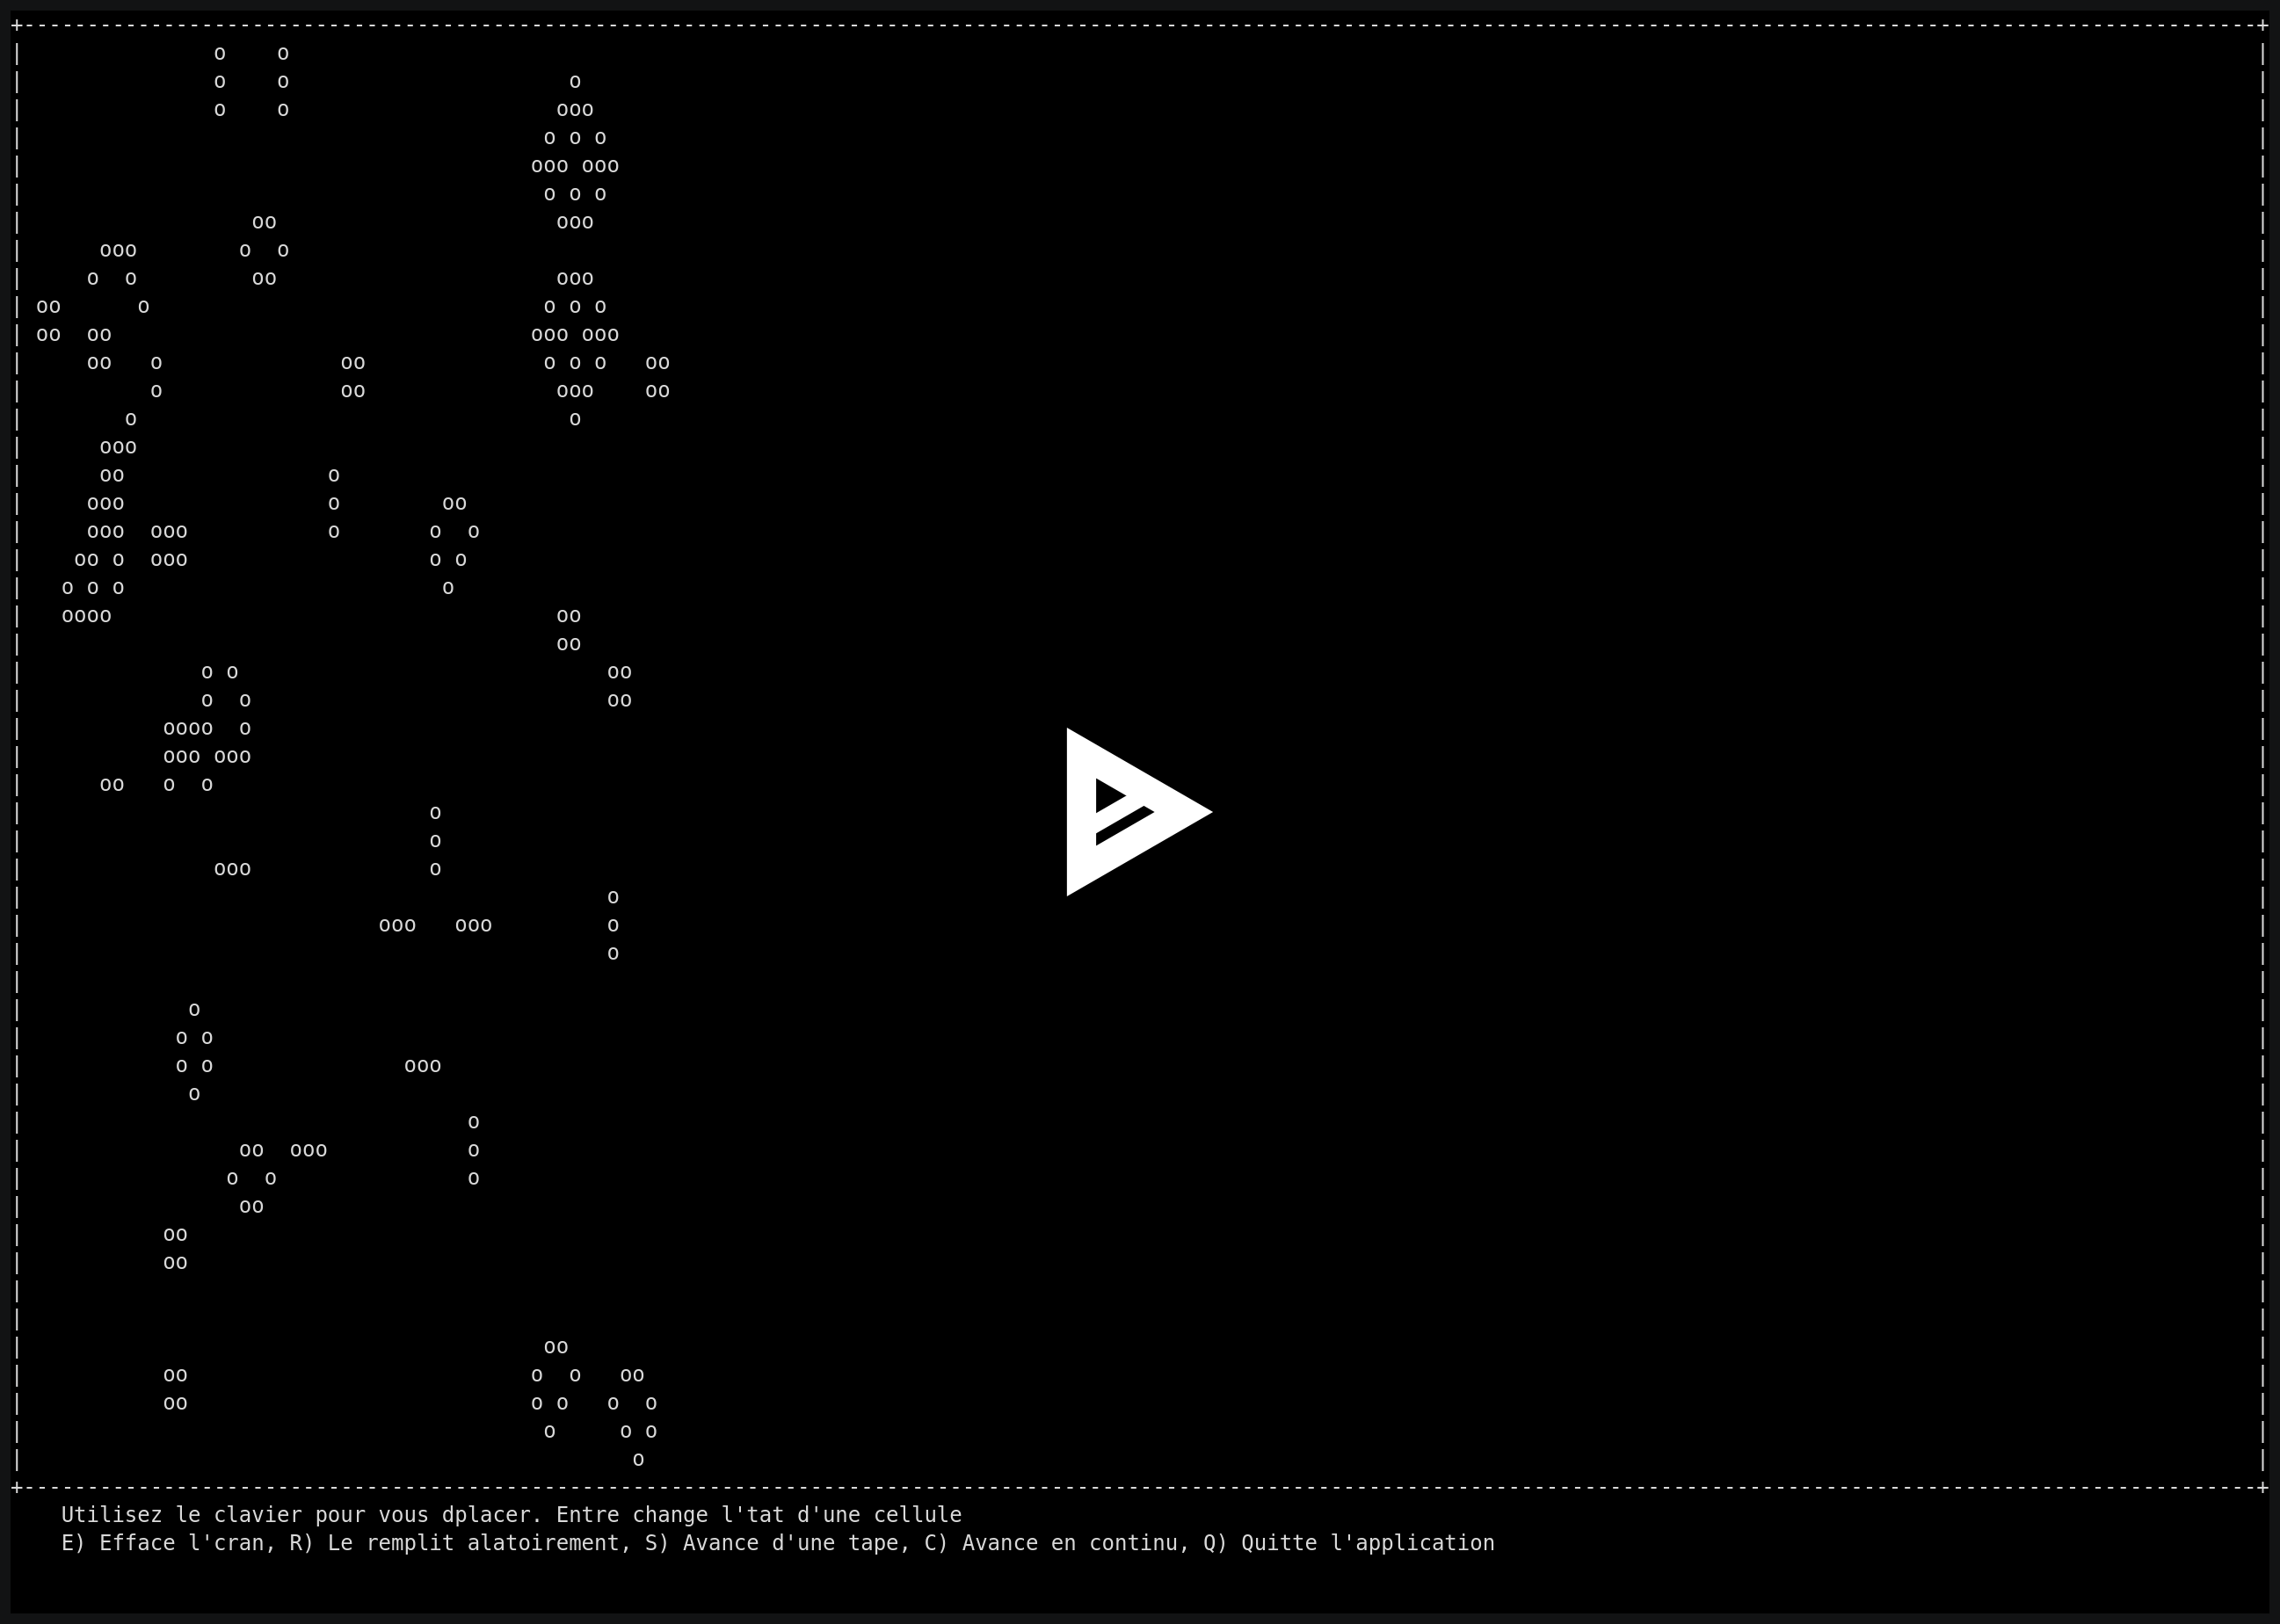 Utilisez le clavier pour vous dplacer. Entre change l'tat d'une cellule
E) Efface l'cran, R) Le remplit alatoirement, S) Avance d'une tape, C) Avance en continu, Q) Quitte l'application